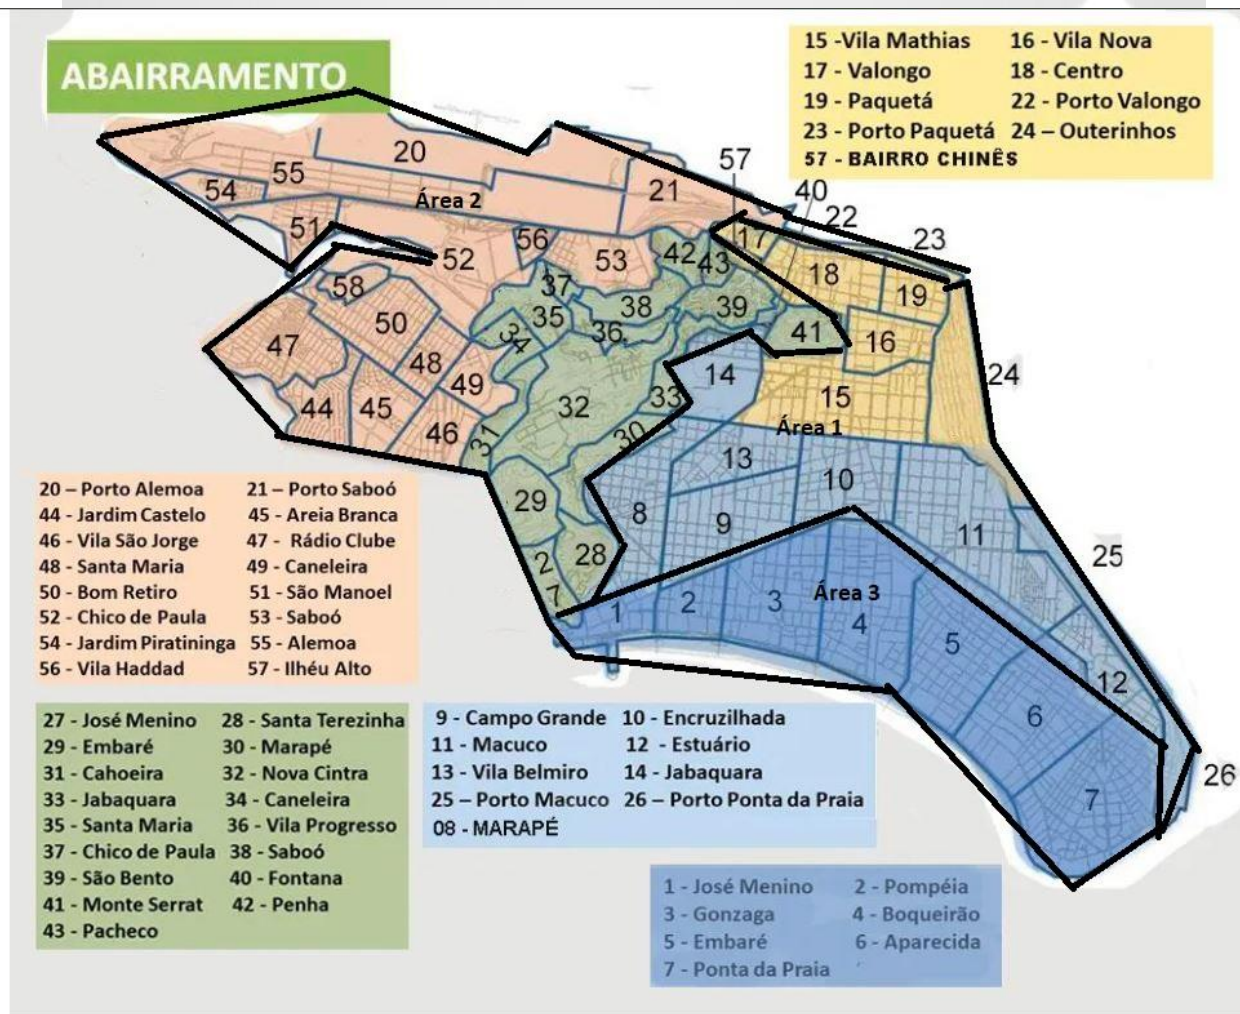 ABAIRRAMENTO
15 -Vila Mathias 16 - Vila Nova
17 - Valongo 18 - Centro
19 - Paquetá 22 - Porto Valongo
23 - Porto Paquetá 24 – Outerinhos
57 - BAIRRO CHINÊS
57
20
40
55
21
22
54
Área 2
23
51
56
42
17
52
53
43
18
58
37
19
50
38
39
35
36
41
16
47
34
48
14
24
49
33
15
32
44
45
Área 1
46
31
30
13
10
29
8
9
11
28
25
2
7
1
2
3
Área 3
4
5
12
6
26
7
20 – Porto Alemoa 21 – Porto Saboó
44 - Jardim Castelo 45 - Areia Branca
46 - Vila São Jorge 47 - Rádio Clube
48 - Santa Maria 49 - Caneleira
50 - Bom Retiro 51 - São Manoel
52 - Chico de Paula 53 - Saboó
54 - Jardim Piratininga 55 - Alemoa
56 - Vila Haddad 57 - Ilhéu Alto
27 - José Menino 28 - Santa Terezinha
29 - Embaré 30 - Marapé
31 - Cahoeira 32 - Nova Cintra
33 - Jabaquara 34 - Caneleira
35 - Santa Maria 36 - Vila Progresso
37 - Chico de Paula 38 - Saboó
39 - São Bento 40 - Fontana
41 - Monte Serrat 42 - Penha
43 - Pacheco
9 - Campo Grande 10 - Encruzilhada
11 - Macuco 12 - Estuário
13 - Vila Belmiro 14 - Jabaquara
25 – Porto Macuco 26 – Porto Ponta da Praia
08 - MARAPÉ
1 - José Menino 2 - Pompéia
3 - Gonzaga 4 - Boqueirão
5 - Embaré 6 - Aparecida
7 - Ponta da Praia